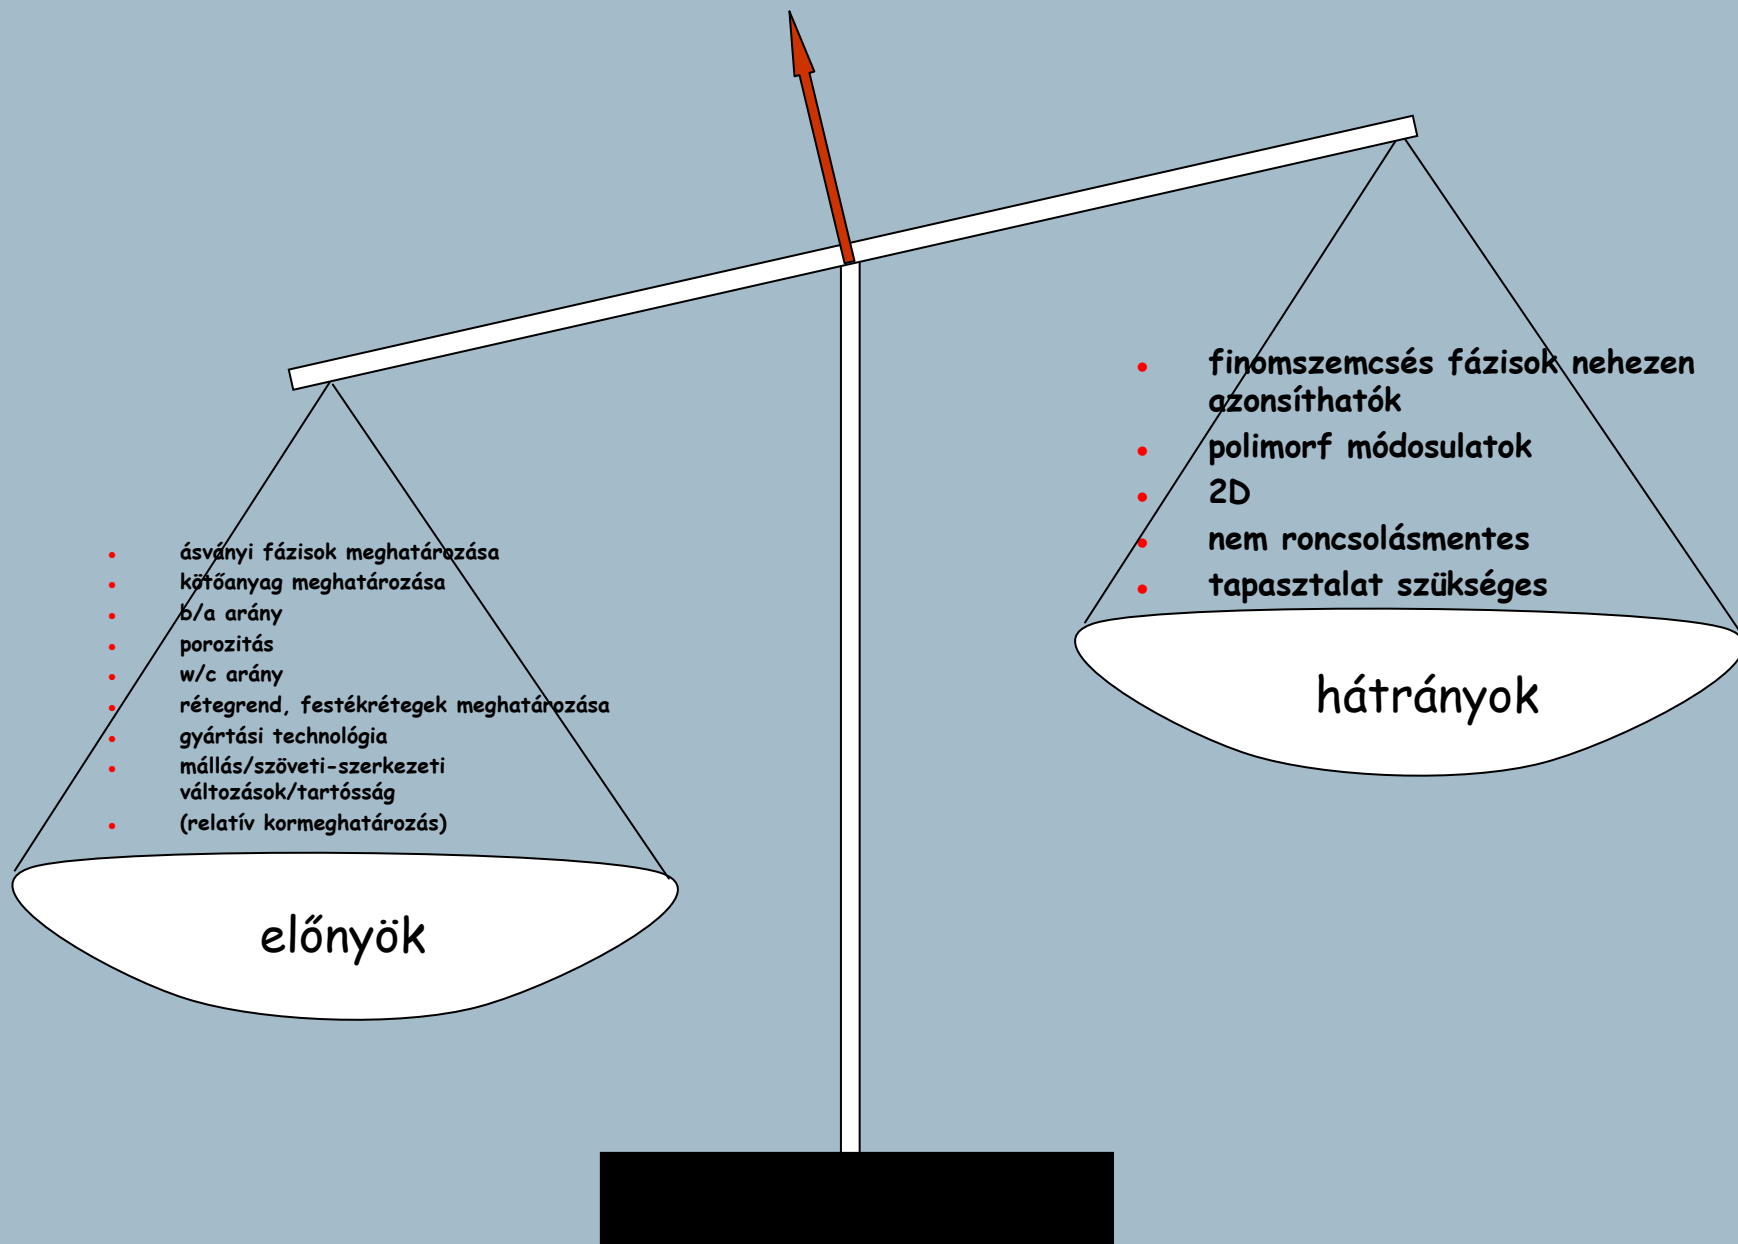 ásványi fázisok meghatározása
kötőanyag meghatározása
b/a arány
porozitás
w/c arány
rétegrend, festékrétegek meghatározása
gyártási technológia
mállás/szöveti-szerkezeti
változások/tartósság
(relatív kormeghatározás)
előnyök
finomszemcsés fázisok nehezen
azonsíthatók
polimorf módosulatok
2D
nem roncsolásmentes
tapasztalat szükséges
hátrányok